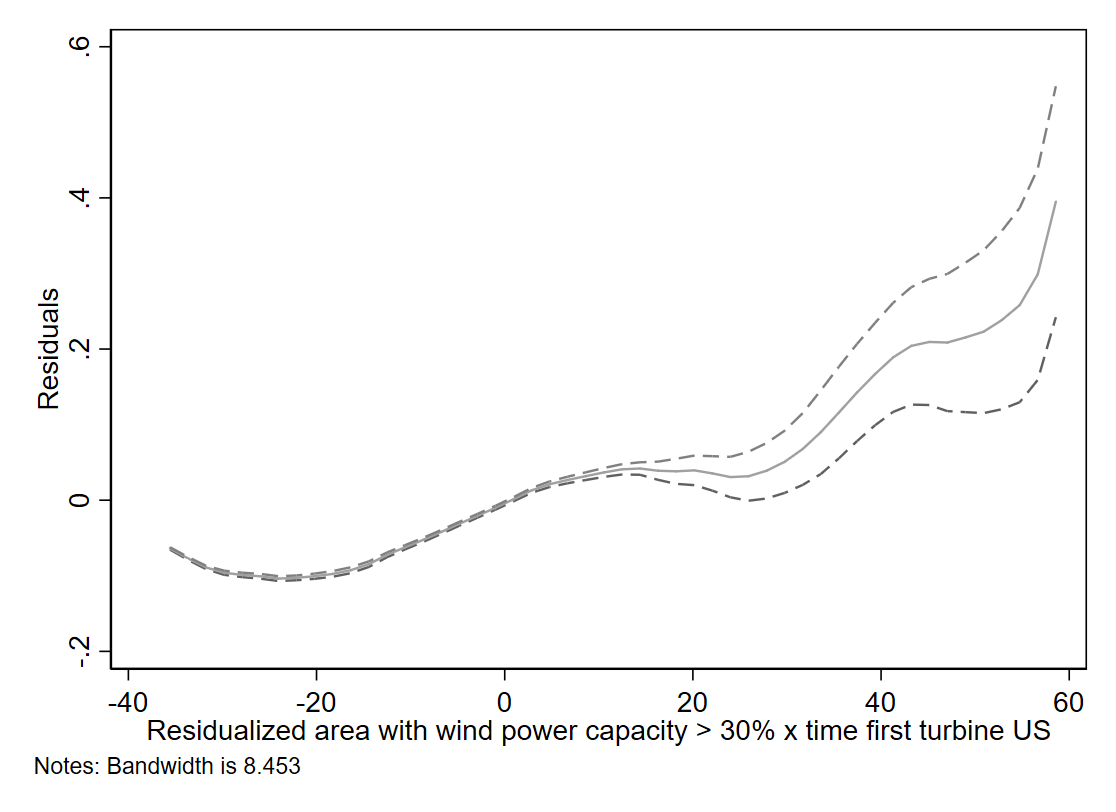 .6
.4
.2
0
-.2
Residuals
-40 -20 0 20 40 60
Residualized area with wind power capacity > 30% x time first turbine US
Notes: Bandwidth is 8.453